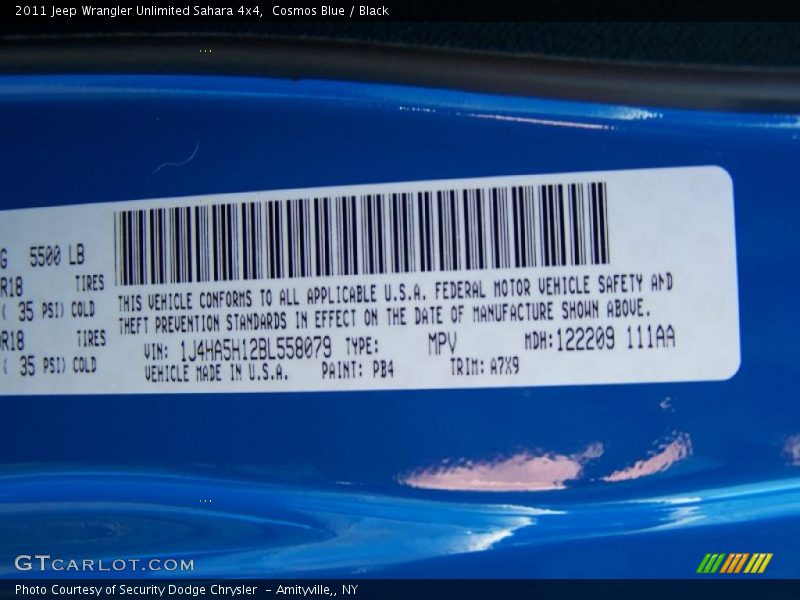 2011 Jeep Wrangler Unlimited Sahara 4x4,  Cosmos Blue / Black
G 5500 LB
R18 TIRES
( 35 PSI) COLD
0R18 TIRES
( 35 PSI) COLD
THIS VEHICLE CONFORMS TO ALL APPLICABLE U.S.A. FEDERAL MOTOR VEHICLE SAFETY AND
THEFT PREVENTION STANDARDS IN EFFECT ON THE DATE OF MANUFACTURE SHOWN ABOVE.
VIN: 1J4HA5H12BL558079 TYPE: MPV MDH:122209 111AA
VEHICLE MADE IN U.S.A. PAINT: PB4 TRIM: A7X9
GTCARLOT.COM
Photo Courtesy of Security Dodge Chrysler  - Amityville,, NY